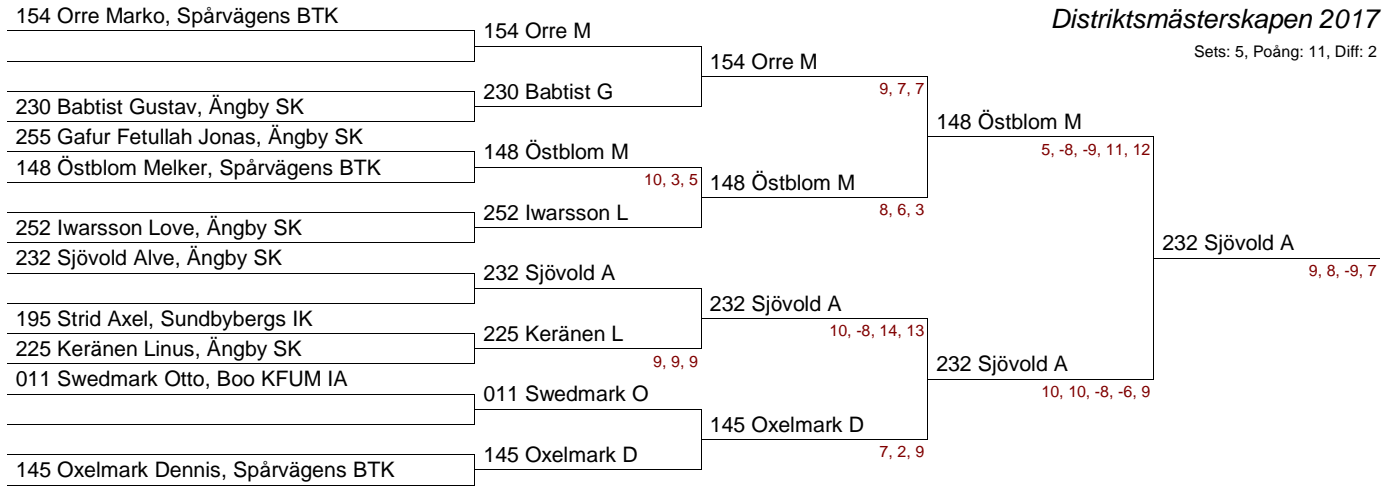 Distriktsmästerskapen 2017
Sets: 5, Poång: 11, Diff: 2
154 Orre Marko, Spårvägens BTK
230 Babtist Gustav, Ängby SK
255 Gafur Fetullah Jonas, Ängby SK
148 Östblom Melker, Spårvägens BTK
252 Iwarsson Love, Ängby SK
232 Sjövold Alve, Ängby SK
195 Strid Axel, Sundbybergs IK
225 Keränen Linus, Ängby SK
011 Swedmark Otto, Boo KFUM IA
145 Oxelmark Dennis, Spårvägens BTK
154 Orre M
230 Babtist G
148 Östblom M
10, 3, 5
252 Iwarsson L
232 Sjövold A
225 Keränen L
9, 9, 9
011 Swedmark O
145 Oxelmark D
154 Orre M
9, 7, 7
148 Östblom M
8, 6, 3
232 Sjövold A
10, -8, 14, 13
145 Oxelmark D
7, 2, 9
148 Östblom M
5, -8, -9, 11, 12
232 Sjövold A
10, 10, -8, -6, 9
232 Sjövold A
9, 8, -9, 7